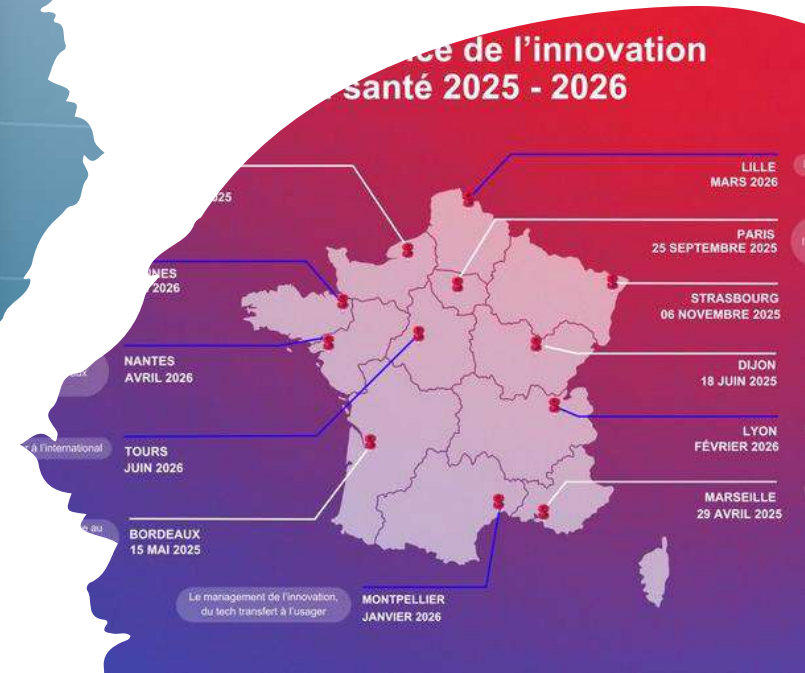 de l'innovation
santé 2025 - 2026
LILLE
MARS 2026
PARIS
25 SEPTEMBRE 2025
2026
STRASBOURG
06 NOVEMBRE 2025
NANTES
AVRIL 2026
DIJON
18 JUIN 2025
à l'international
TOURS
JUIN 2026
LYON
FÉVRIER 2026
MARSEILLE
29 AVRIL 2025
au
BORDEAUX
15 MAI 2025
Le management de l'innovation,
du tech transfert à l'usager
MONTPELLIER
JANVIER 2026